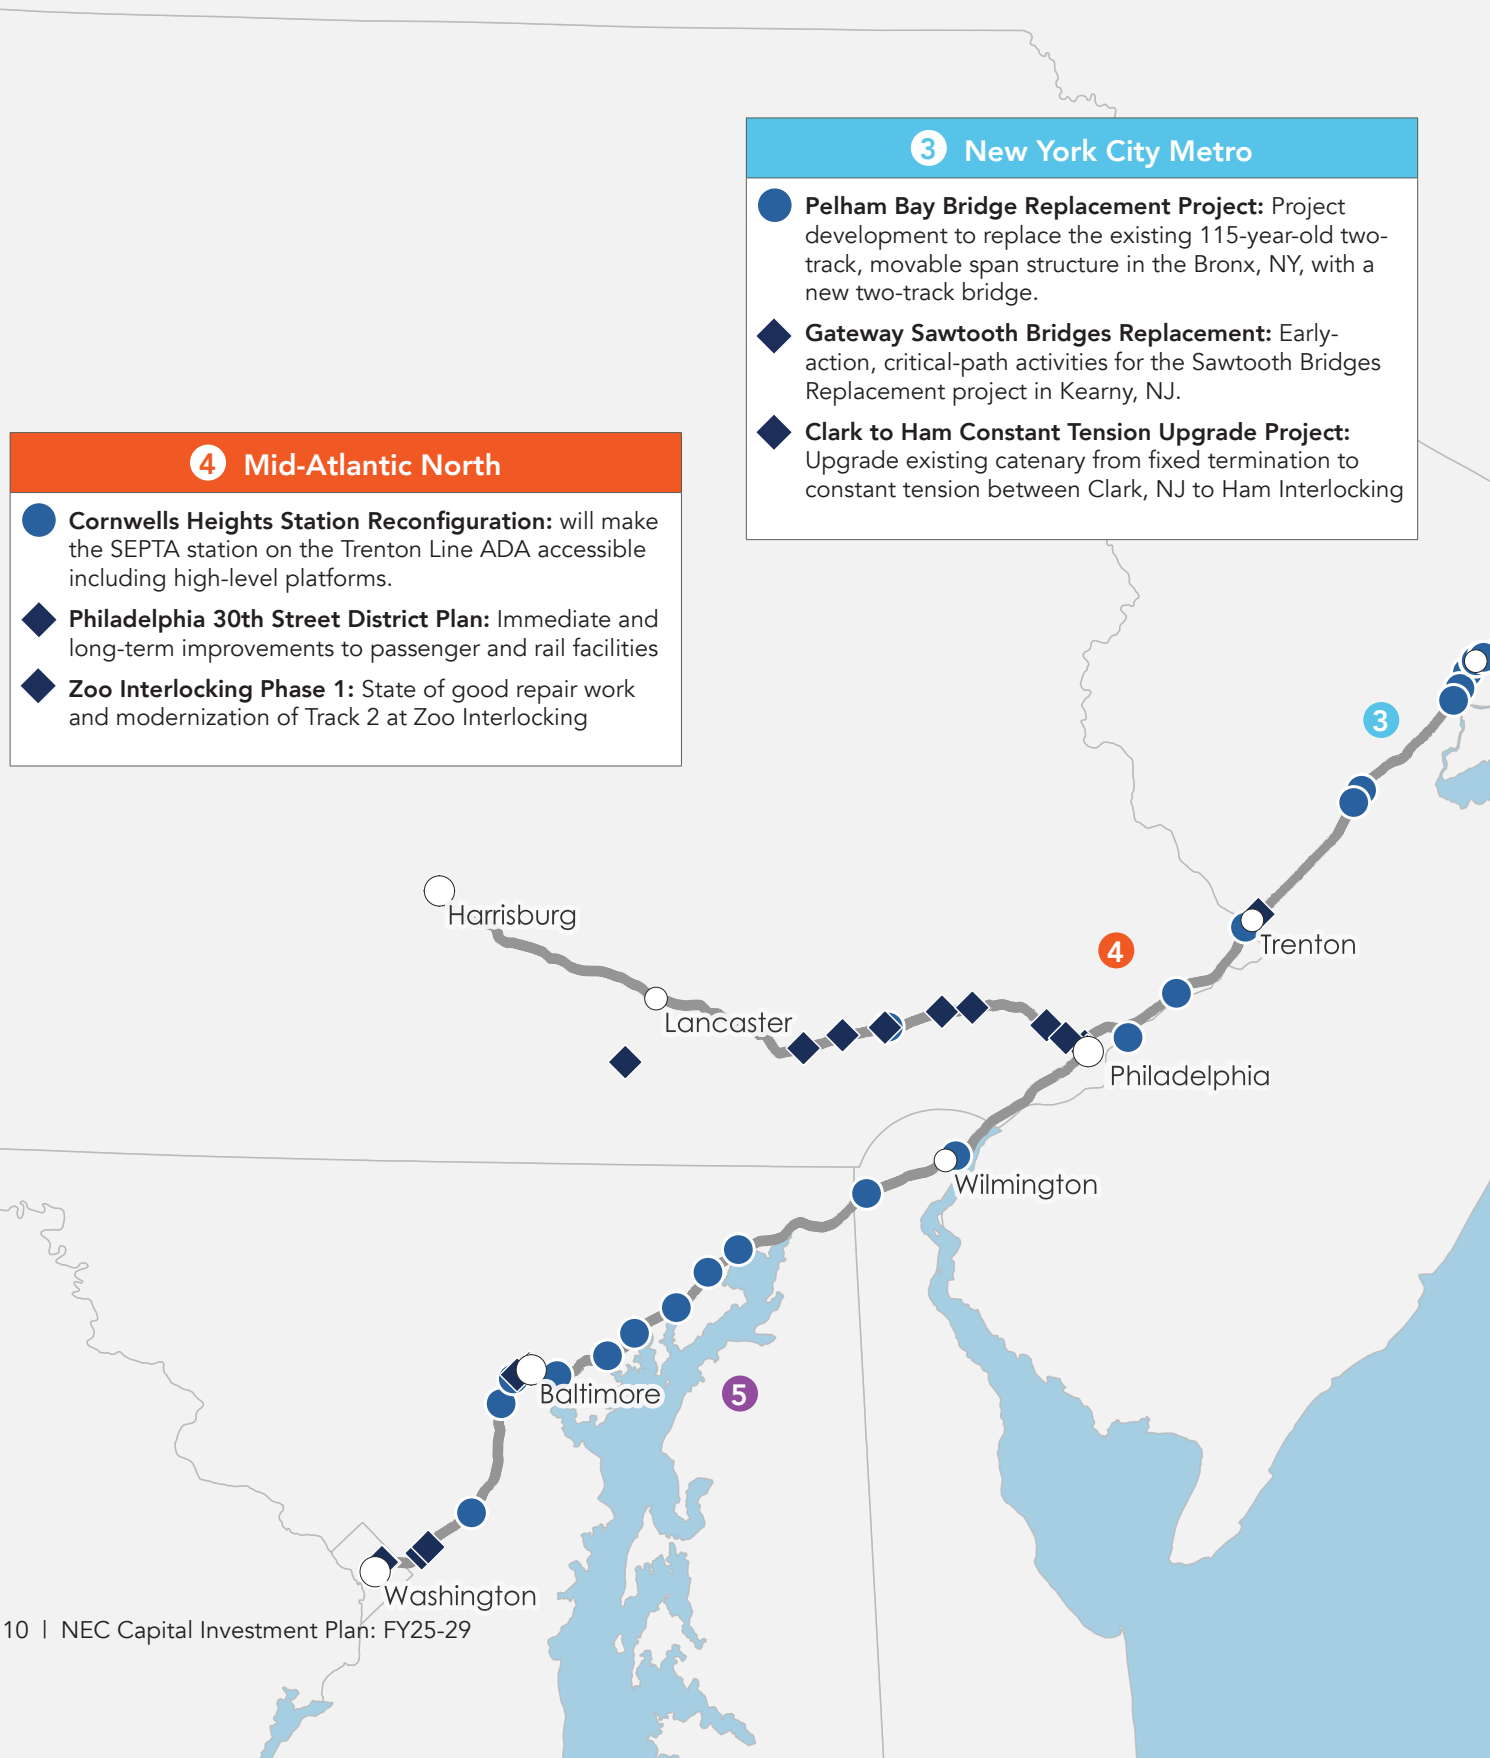 3 New York City Metro
Pelham Bay Bridge Replacement Project: Project
development to replace the existing 115-year-old two-
track, movable span structure in the Bronx, NY, with a
new two-track bridge.
Gateway Sawtooth Bridges Replacement: Early-
action, critical-path activities for the Sawtooth Bridges
Replacement project in Kearny, NJ.
Clark to Ham Constant Tension Upgrade Project:
Upgrade existing catenary from fixed termination to
constant tension between Clark, NJ to Ham Interlocking
4 Mid-Atlantic North
Cornwells Heights Station Reconfiguration: will make
the SEPTA station on the Trenton Line ADA accessible
including high-level platforms.
Philadelphia 30th Street District Plan: Immediate and
long-term improvements to passenger and rail facilities
Zoo Interlocking Phase 1: State of good repair work
and modernization of Track 2 at Zoo Interlocking
3
Harrisburg
Trenton
4
Lancaster
Philadelphia
Wilmington
Baltimore
5
Washington
10 | NEC Capital Investment Plan: FY25-29